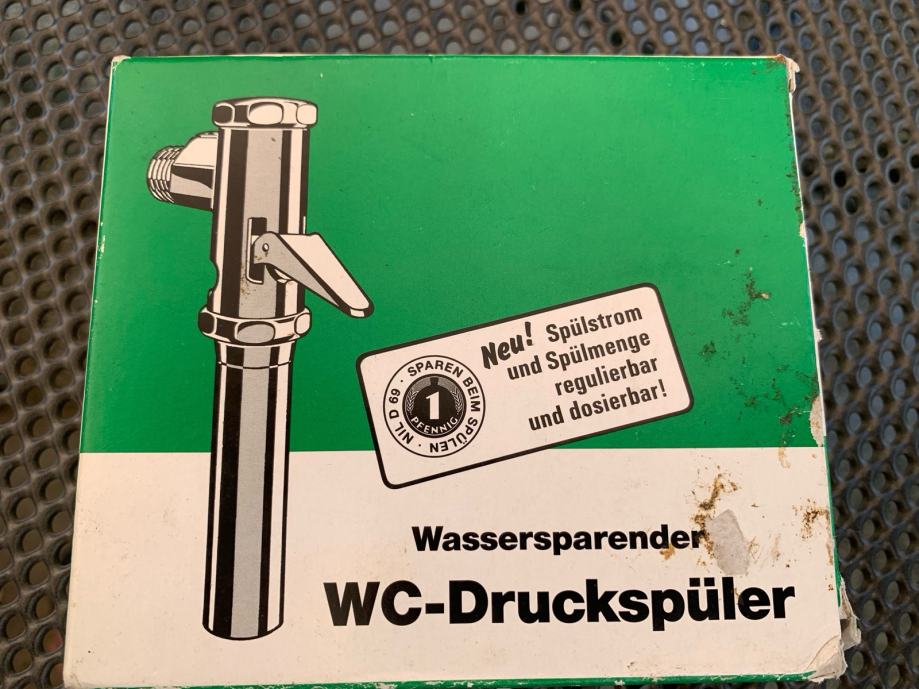 Neu! Spülstrom
und Spülmenge
regulierbar
und dosierbar!
NIL D 69 · SPAREN BEIM SPÜLEN ·
1
PFENNIG
Wassersparender
WC-Druckspüler